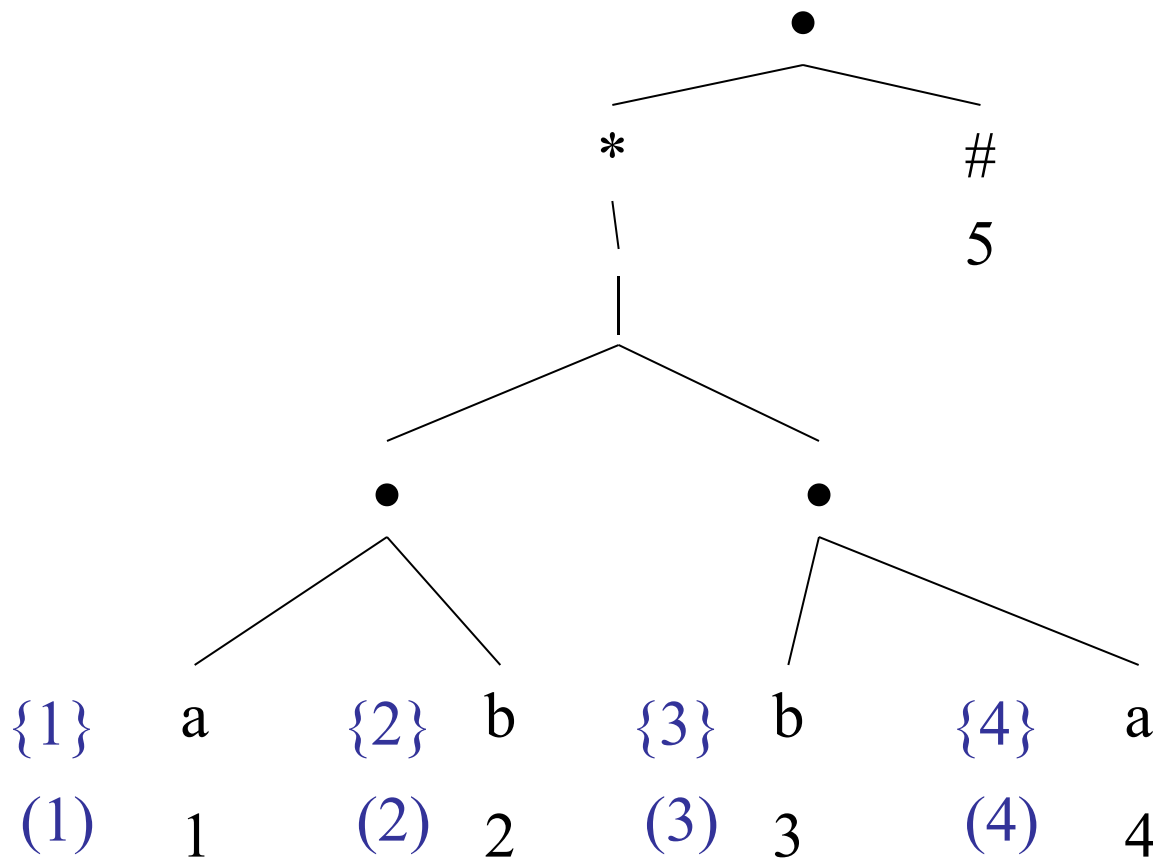 •
* #
5
|
• •
{1} a {2} b {3} b {4} a
(1) 1 (2) 2 (3) 3 (4) 4